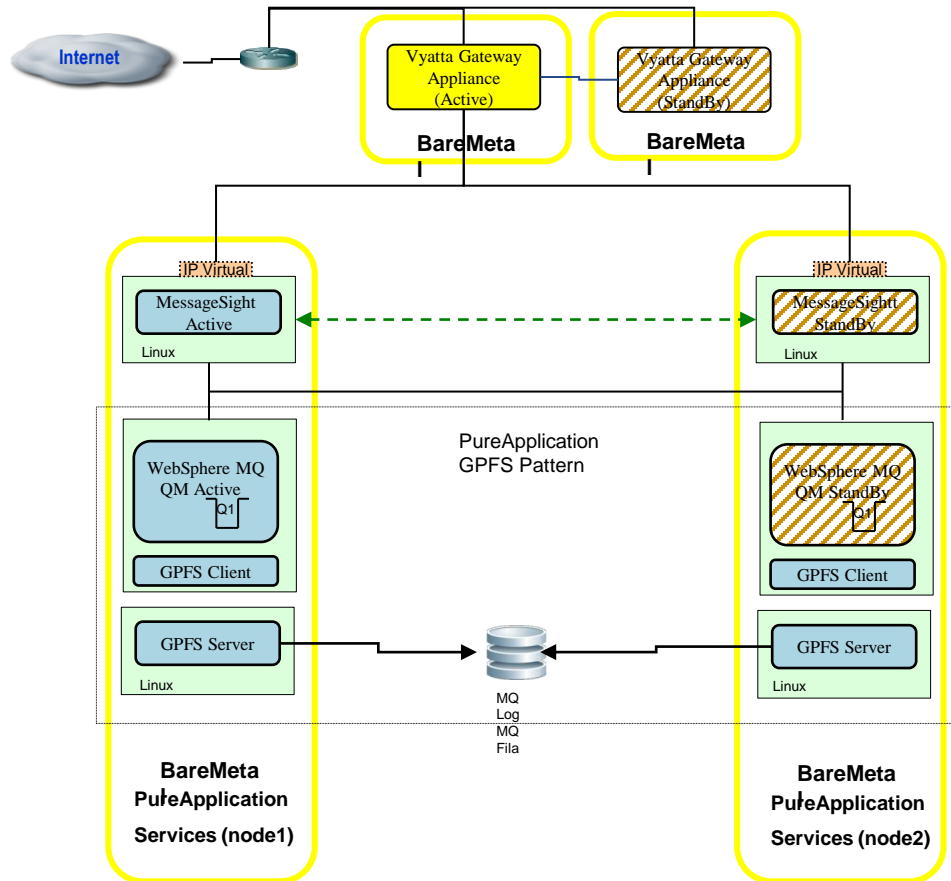 Internet
Vyatta Gateway
Appliance
(Active)
Vyatta Gateway
Appliance
(StandBy)
BareMeta
l
BareMeta
l
IP Virtual
IP Virtual
MessageSight
Active
Linux
MessageSightt
StandBy
Linux
PureApplication
GPFS Pattern
WebSphere MQ
QM Active
Q1
GPFS Client
WebSphere MQ
QM StandBy
Q1
GPFS Client
GPFS Server
Linux
GPFS Server
Linux
MQ
Log
MQ
Fila
BareMeta
l
PureApplication
Services (node1)
BareMeta
l
PureApplication
Services (node2)